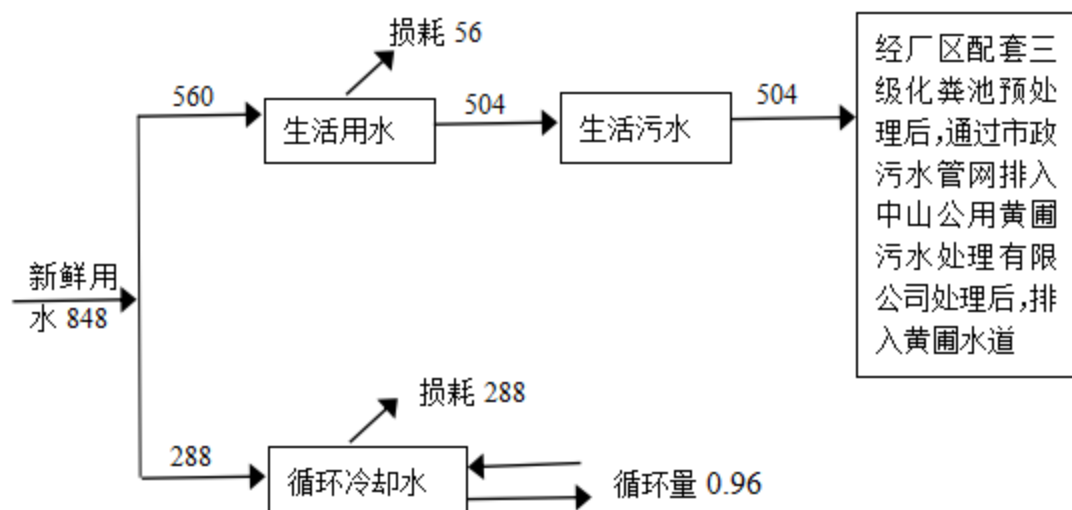 损耗 56
560
生活用水
504
生活污水
504
经厂区配套三
级化粪池预处
理后,通过市政
污水管网排入
中山公用黄圃
污水处理有限
公司处理后,排
入黄圃水道
新鲜用
水 848
损耗 288
288
循环冷却水
循环量 0.96